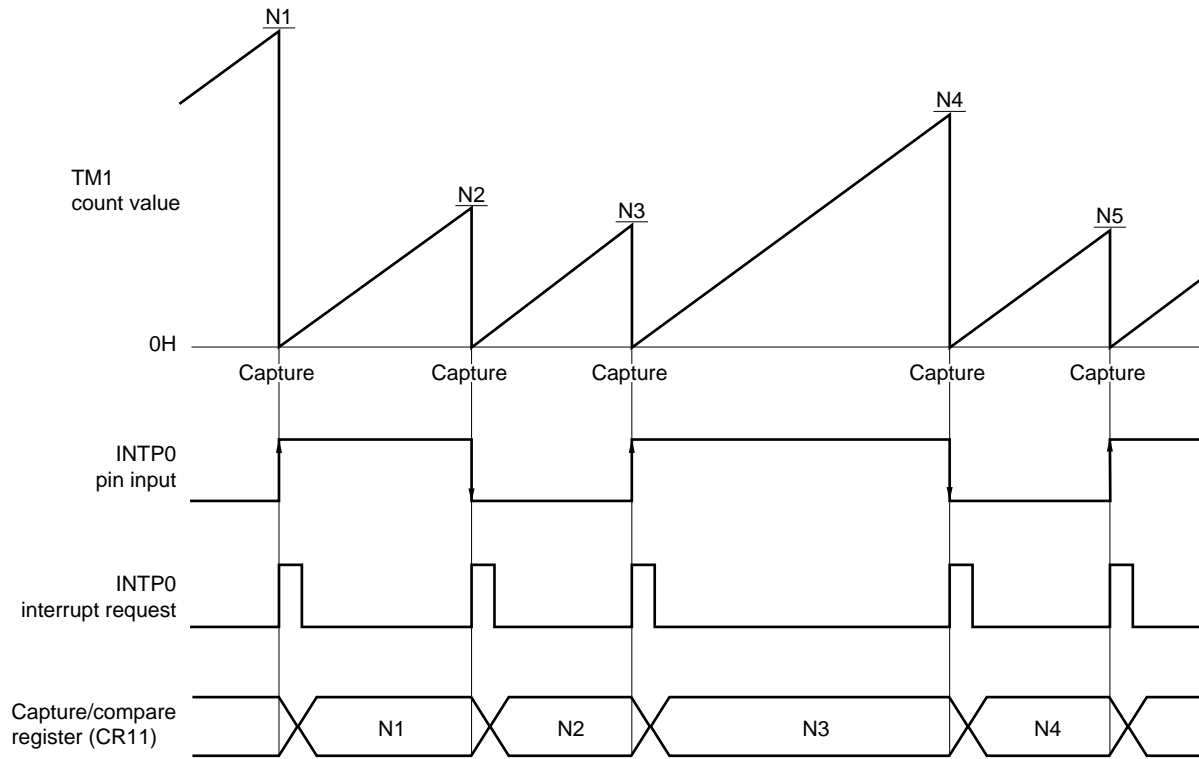 N1
N4
TM1
count value
N2
N3
N5
0H
Capture
Capture
Capture
Capture
Capture
INTP0
pin input
INTP0
interrupt request
Capture/compare
register (CR11)
N1
N2
N3
N4